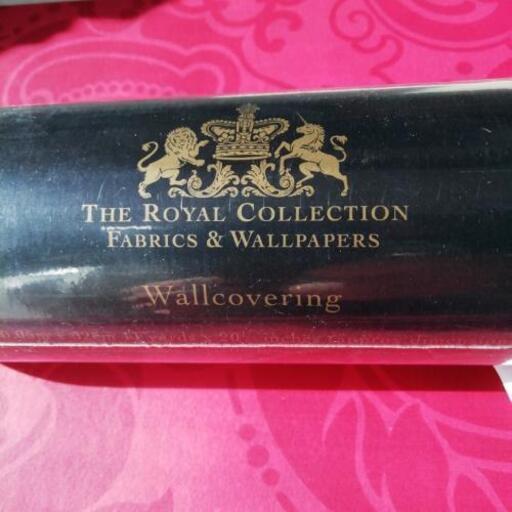 THE ROYAL COLLECTION
FABRICS & WALLPAPERS
Wallcovering